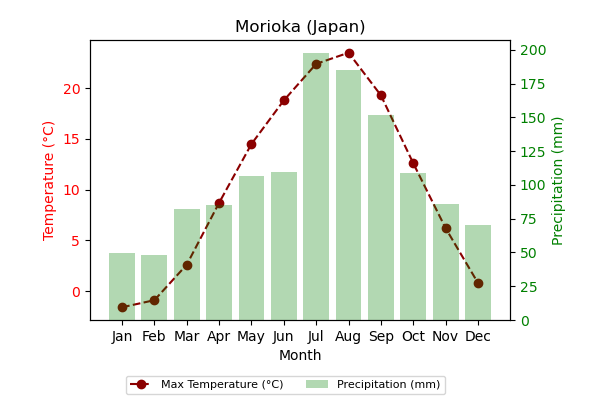 Morioka (Japan)
Temperature (°C)
20
15
10
5
0
200
175
150
125
100
75
50
25
0
Precipitation (mm)
Jan Feb Mar Apr May Jun Jul Aug Sep Oct Nov Dec
Month
Max Temperature (°C) Precipitation (mm)